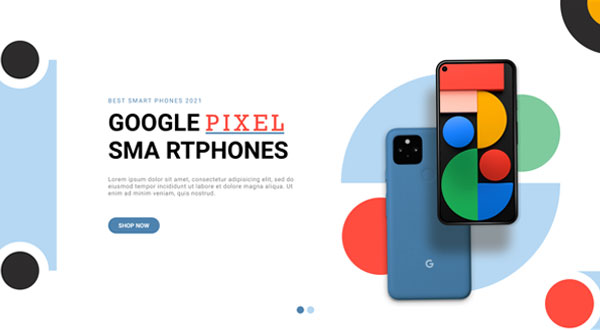 BEST SMART PHONES 2021
GOOGLE PIXEL
SMA RTPHONES
Lorem ipsum dolor sit amet, consectetur adipiscing elit, sed do
eiusmod tempor incididunt ut labore et dolore magna aliqua. Ut
enim ad minim veniam, quis nostrud.
SHOP NOW
G